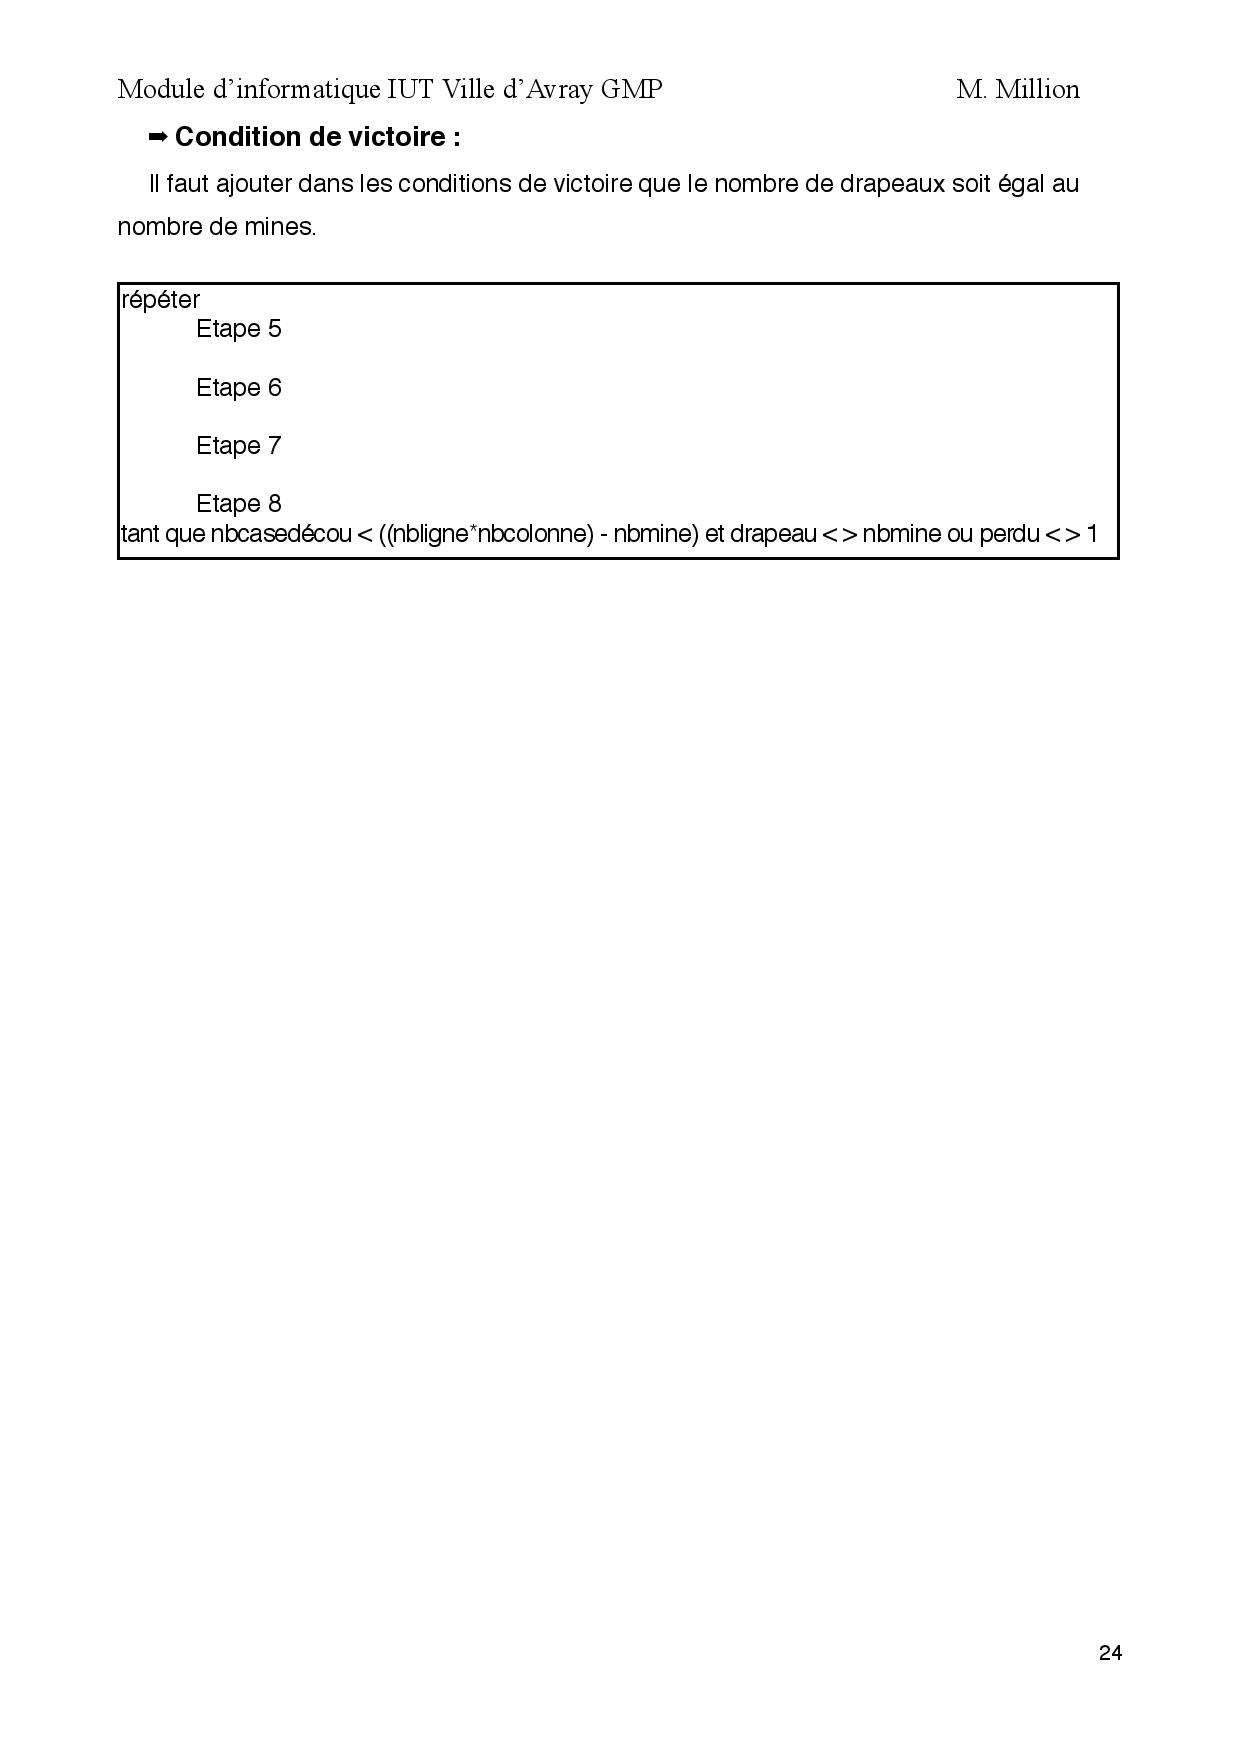 Module d’informatique IUT Ville d’Avray GMP M. Million
➡ Condition de victoire :
Il faut ajouter dans les conditions de victoire que le nombre de drapeaux soit égal au
nombre de mines.
répéter
Etape 5
Etape 6
Etape 7
Etape 8
tant que nbcasedécou < ((nbligne*nbcolonne) - nbmine) et drapeau < > nbmine ou perdu < > 1
24